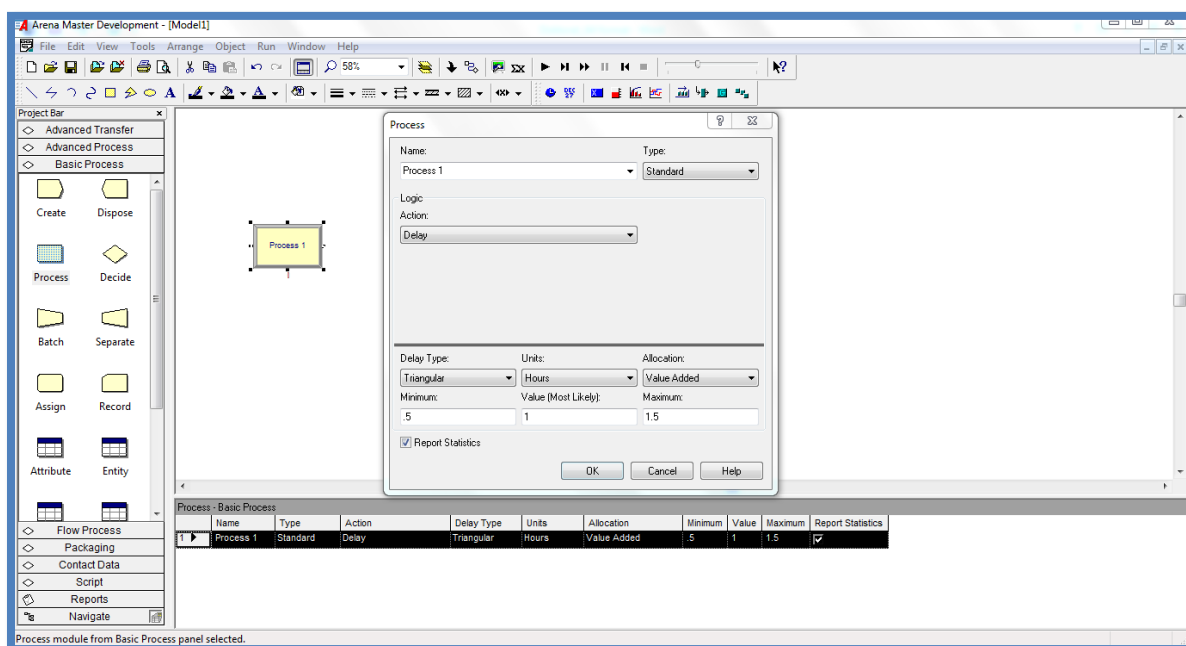 Arena Master Development - [Model1]
File Edit View Tools Arrange Object Run Window Help
58%
0
A
Project Bar
Advanced Transfer
Advanced Process
Basic Process
Create Dispose
Process Decide
Batch Separate
Assign Record
Attribute Entity
Flow Process
Packaging
Contact Data
Script
Reports
Navigate
Process 1
Process
Name: Type:
Process 1 Standard
Logic
Action:
Delay
Delay Type: Units: Allocation:
Triangular Hours Value Added
Minimum: Value (Most Likely): Maximum:
.5 1 1.5
Report Statistics
OK Cancel Help
Process - Basic Process
Name Type Action Delay Type Units Allocation Minimum Value Maximum Report Statistics
1 Process 1 Standard Delay Triangular Hours Value Added .5 1 1.5
Process module from Basic Process panel selected.